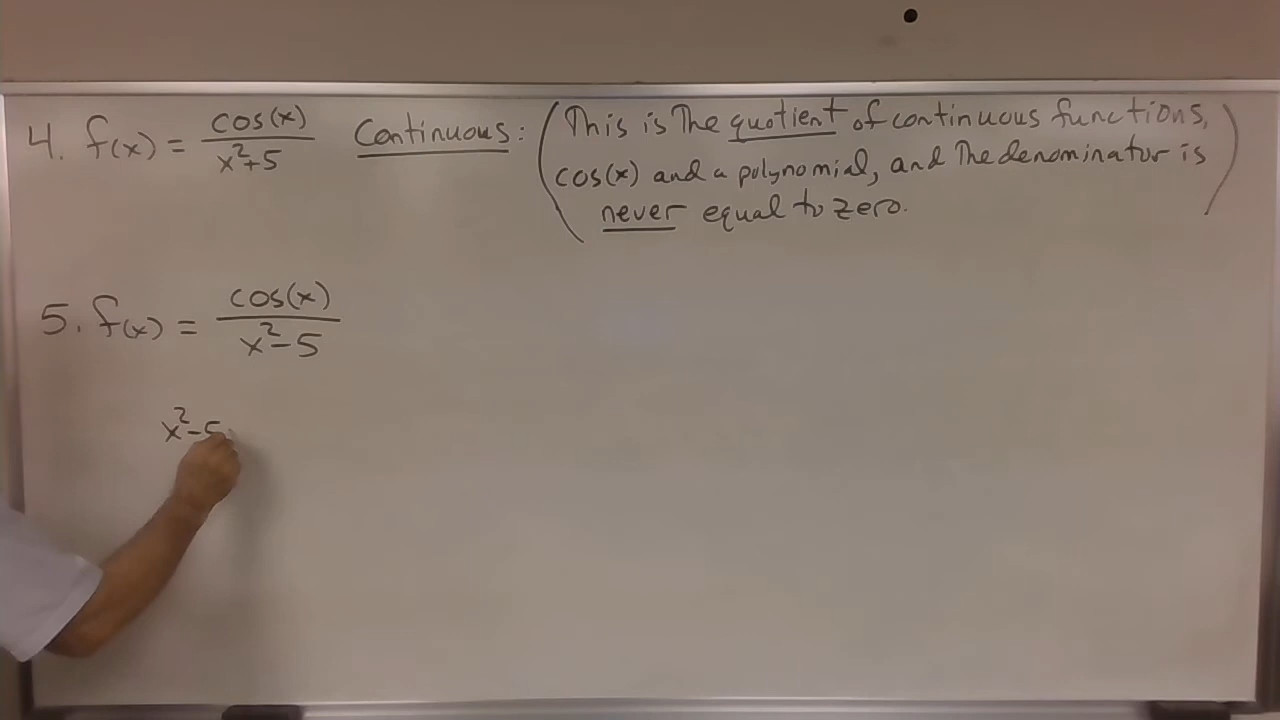 4. f(x) = cos(x) / x²+5 Continuous: (This is the quotient of continuous functions,
cos(x) and a polynomial, and the denominator is
never equal to zero.)
5. f(x) = cos(x) / x²-5
x²-5